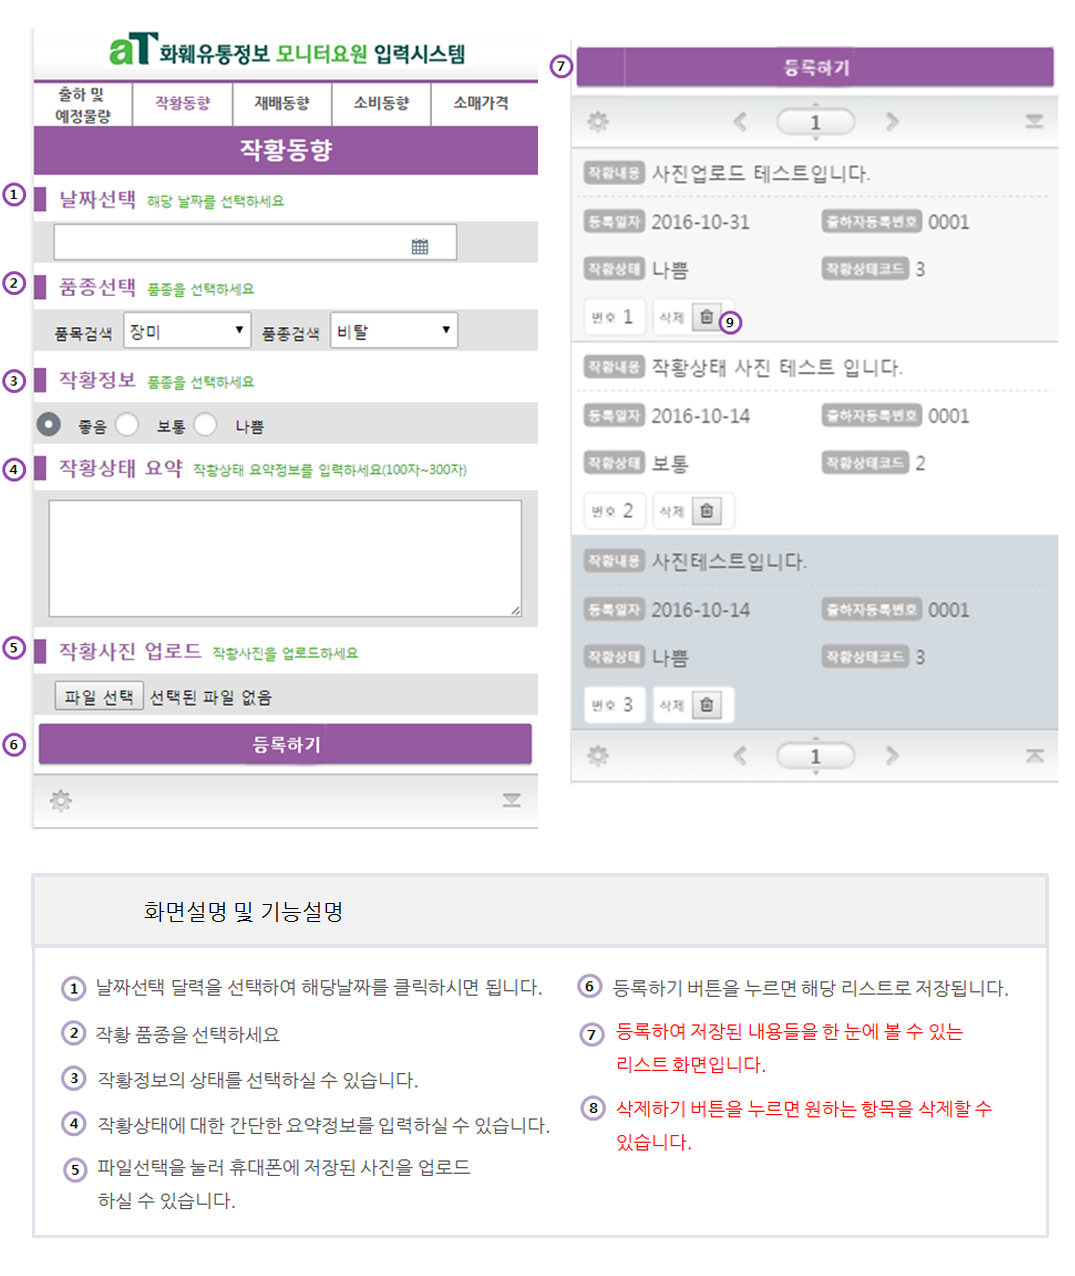 aT 화훼유통정보 모니터요원 입력시스템
출하 및
예정물량
작황동향
재배동향
소비동향
소매가격
작황동향
1 날짜선택 해당 날짜를 선택하세요
2 품종선택 품종을 선택하세요
품목검색 장미 품종검색 비탈
3 작황정보 품종을 선택하세요
좋음 보통 나쁨
4 작황상태 요약 작황상태 요약정보를 입력하세요(100자~300자)
5 작황사진 업로드 작황사진을 업로드하세요
파일 선택 선택된 파일 없음
6 등록하기
7 등록하기
1
작황내용 사진업로드 테스트입니다.
등록일자 2016-10-31 출하자등록번호 0001
작황상태 나쁨 작황상태코드 3
번호 1 삭제 9
작황내용 작황상태 사진 테스트 입니다.
등록일자 2016-10-14 출하자등록번호 0001
작황상태 보통 작황상태코드 2
번호 2 삭제
작황내용 사진테스트입니다.
등록일자 2016-10-14 출하자등록번호 0001
작황상태 나쁨 작황상태코드 3
번호 3 삭제
1
화면설명 및 기능설명
1 날짜선택 달력을 선택하여 해당날짜를 클릭하시면 됩니다.
2 작황 품종을 선택하세요
3 작황정보의 상태를 선택하실 수 있습니다.
4 작황상태에 대한 간단한 요약정보를 입력하실 수 있습니다.
5 파일선택을 눌러 휴대폰에 저장된 사진을 업로드
하실 수 있습니다.
6 등록하기 버튼을 누르면 해당 리스트로 저장됩니다.
7 등록하여 저장된 내용들을 한 눈에 볼 수 있는
리스트 화면입니다.
8 삭제하기 버튼을 누르면 원하는 항목을 삭제할 수
있습니다.